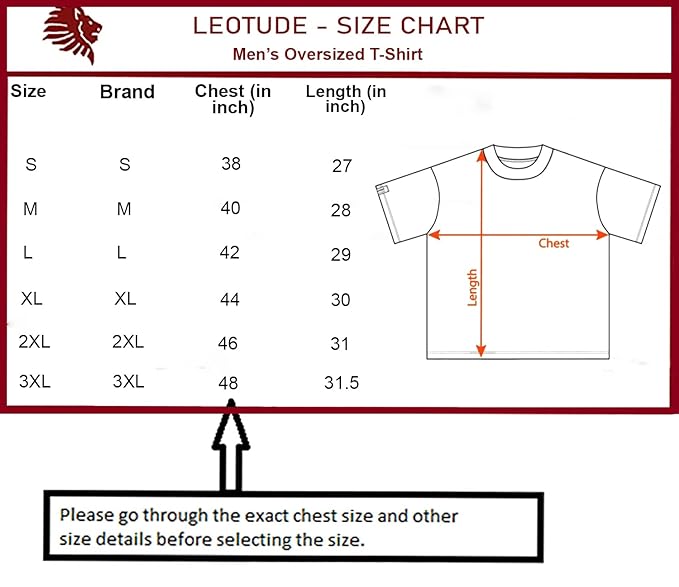 LEOTUDE – SIZE CHART
Men's Oversized T-Shirt
Size Brand Chest (in inch) Length (in inch)
S S 38 27
M M 40 28
L L 42 29
XL XL 44 30
2XL 2XL 46 31
3XL 3XL 48 31.5
Chest
Length
Please go through the exact chest size and other
size details before selecting the size.